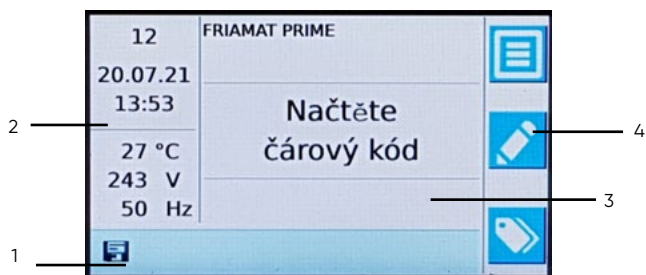 12
20.07.21
13:53
27 °C
243 V
50 Hz
FRIAMAT PRIME
Načtěte
čárový kód
2
1
4
3